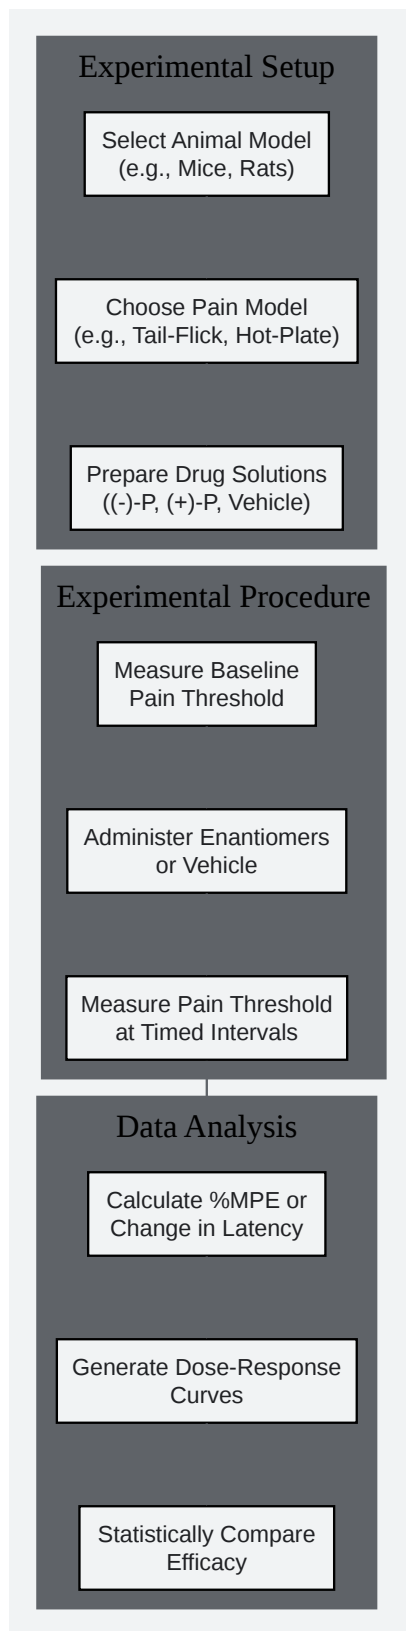 Experimental Setup
Select Animal Model
(e.g., Mice, Rats)
Choose Pain Model
(e.g., Tail-Flick, Hot-Plate)
Prepare Drug Solutions
((-)-P, (+)-P, Vehicle)
Experimental Procedure
Measure Baseline
Pain Threshold
Administer Enantiomers
or Vehicle
Measure Pain Threshold
at Timed Intervals
Data Analysis
Calculate %MPE or
Change in Latency
Generate Dose-Response
Curves
Statistically Compare
Efficacy